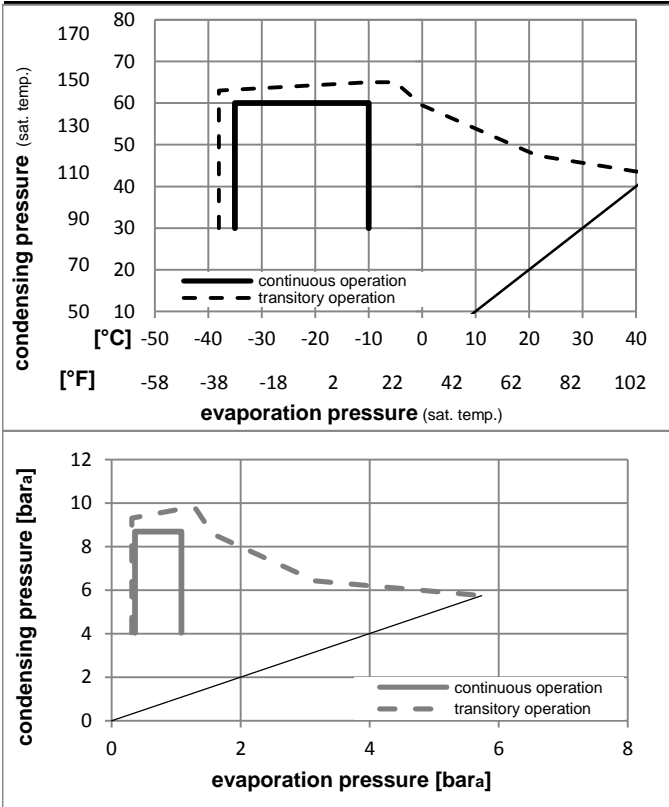 condensing pressure (sat. temp.)
170 80
70
150
60
130
50
110
40
90
30
70
20
50 10
continuous operation
transitory operation
[°C] -50 -40 -30 -20 -10 0 10 20 30 40
[°F] -58 -38 -18 2 22 42 62 82 102
evaporation pressure (sat. temp.)
condensing pressure [bara]
12
10
8
6
4
2
0
continuous operation
transitory operation
0 2 4 6 8
evaporation pressure [bara]